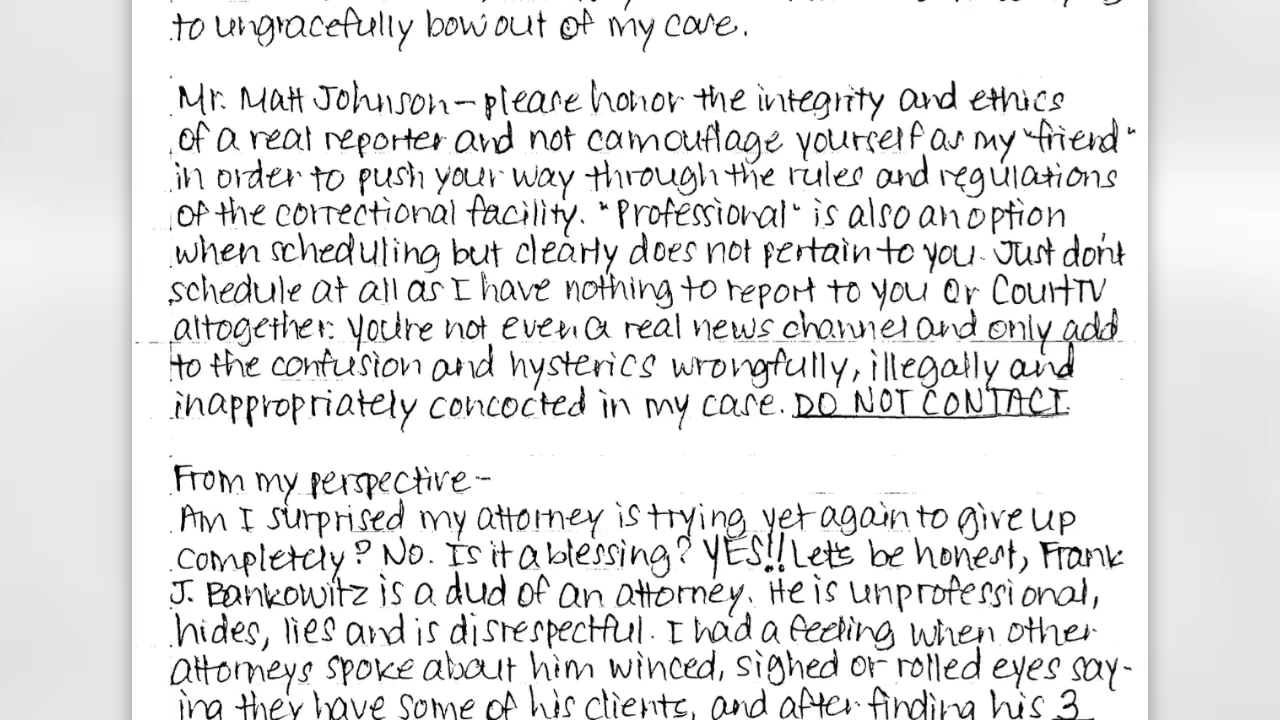 to ungracefully bow out of my case.
Mr. Matt Johnson - please honor the integrity and ethics
of a real reporter and not camouflage yourself as my "friend"
in order to push your way through the rules and regulations
of the correctional facility. "Professional" is also an option
when scheduling but clearly does not pertain to you. Just don't
schedule at all as I have nothing to report to you or CourtTV
altogether. You're not even a real news channel and only add
to the confusion and hysterics wrongfully, illegally and
inappropriately concocted in my case. DO NOT CONTACT.
From my perspective -
Am I surprised my attorney is trying yet again to give up
completely? No. Is it a blessing? YES!! Let's be honest, Frank
J. Bankowitz is a dud of an attorney. He is unprofessional,
hides, lies and is disrespectful. I had a feeling when other
attorneys spoke about him winced, sighed or rolled eyes say-
ing they have some of his clients, and after finding his 3